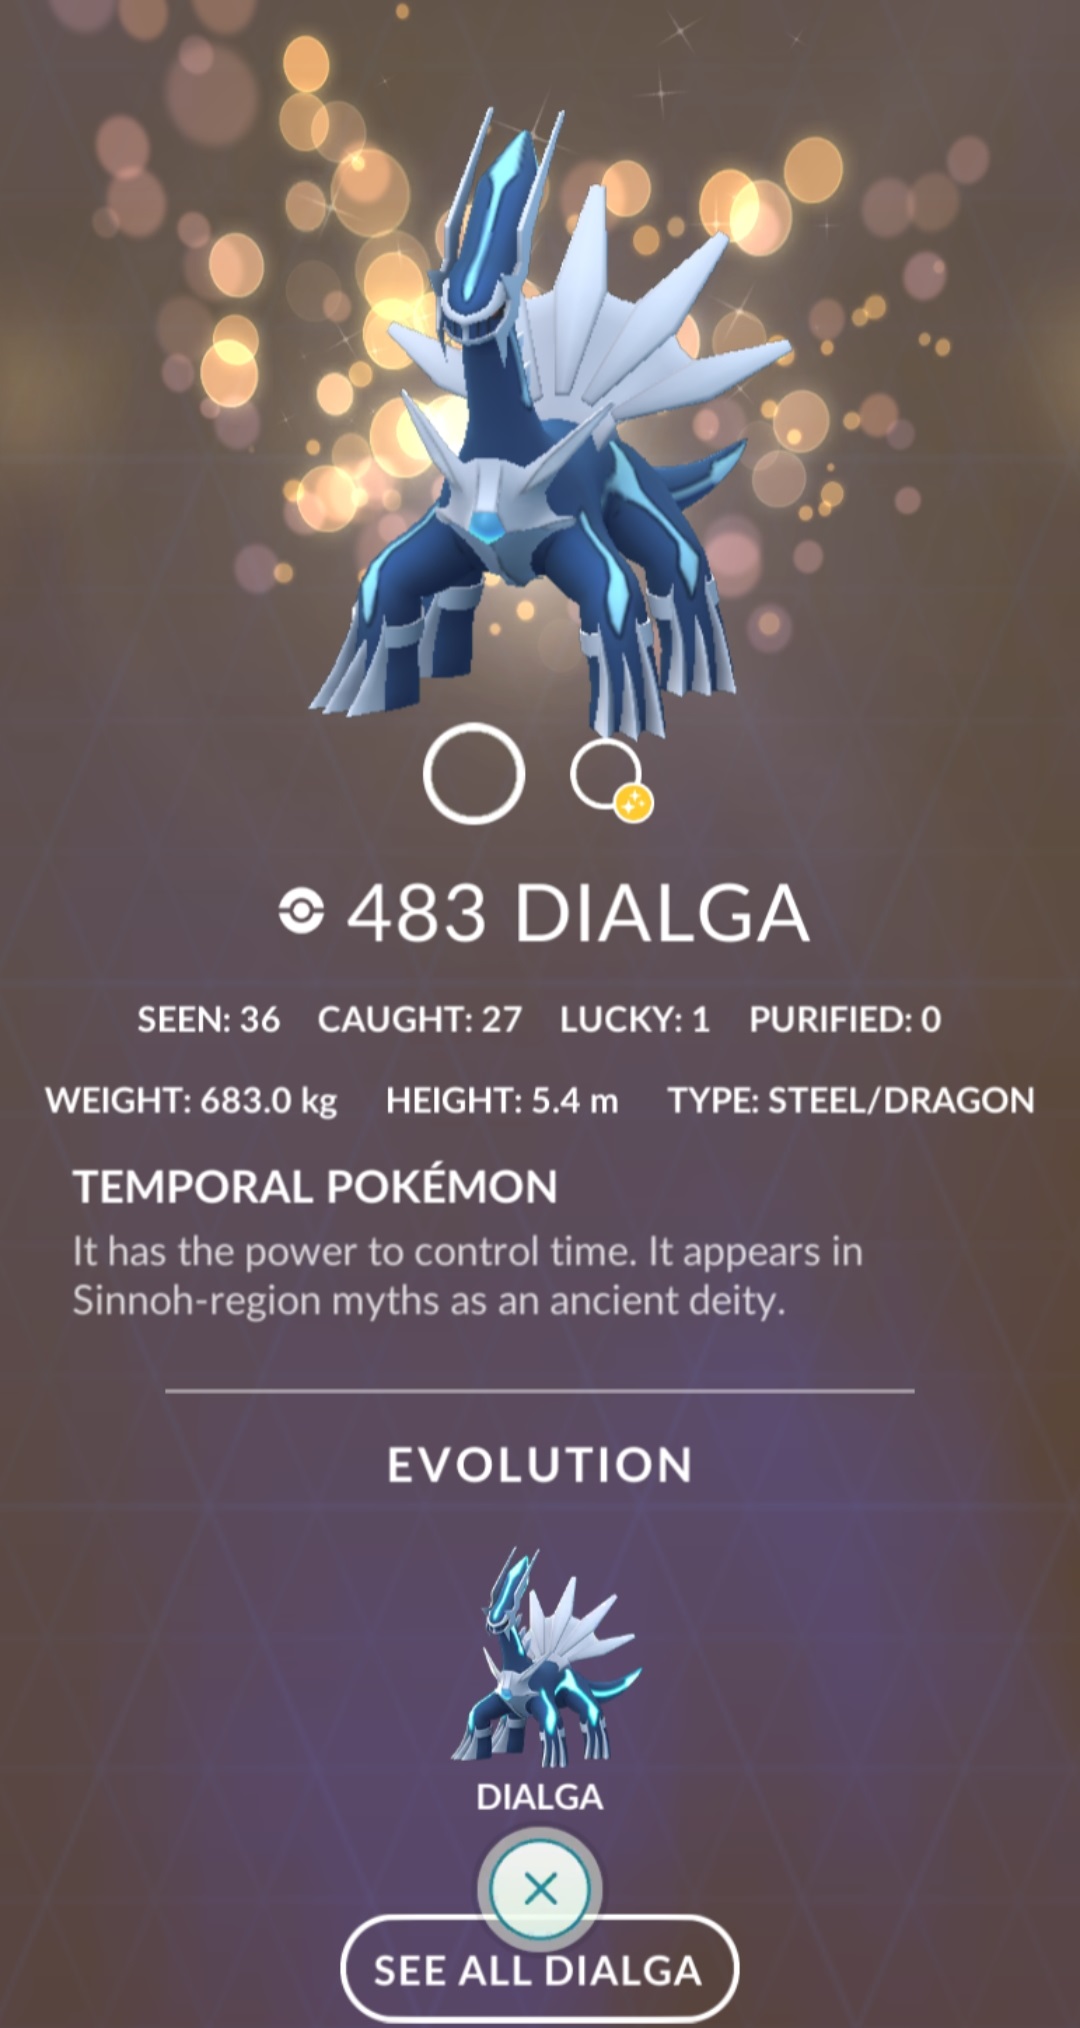 483 DIALGA
SEEN: 36 CAUGHT: 27 LUCKY: 1 PURIFIED: 0
WEIGHT: 683.0 kg HEIGHT: 5.4 m TYPE: STEEL/DRAGON
TEMPORAL POKÉMON
It has the power to control time. It appears in
Sinnoh-region myths as an ancient deity.
EVOLUTION
DIALGA
SEE ALL DIALGA